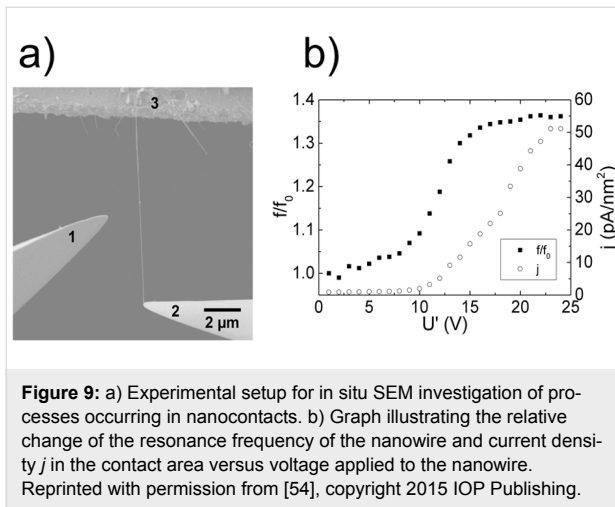 a)
b)
3
1
2
2 µm
1.4
1.3
1.2
1.1
1.0
f/f₀
60
50
40
30
20
10
0
j (pA/nm²)
f/f₀
j
0 5 10 15 20 25
U' (V)
Figure 9: a) Experimental setup for in situ SEM investigation of pro-
cesses occurring in nanocontacts. b) Graph illustrating the relative
change of the resonance frequency of the nanowire and current densi-
ty j in the contact area versus voltage applied to the nanowire.
Reprinted with permission from [54], copyright 2015 IOP Publishing.